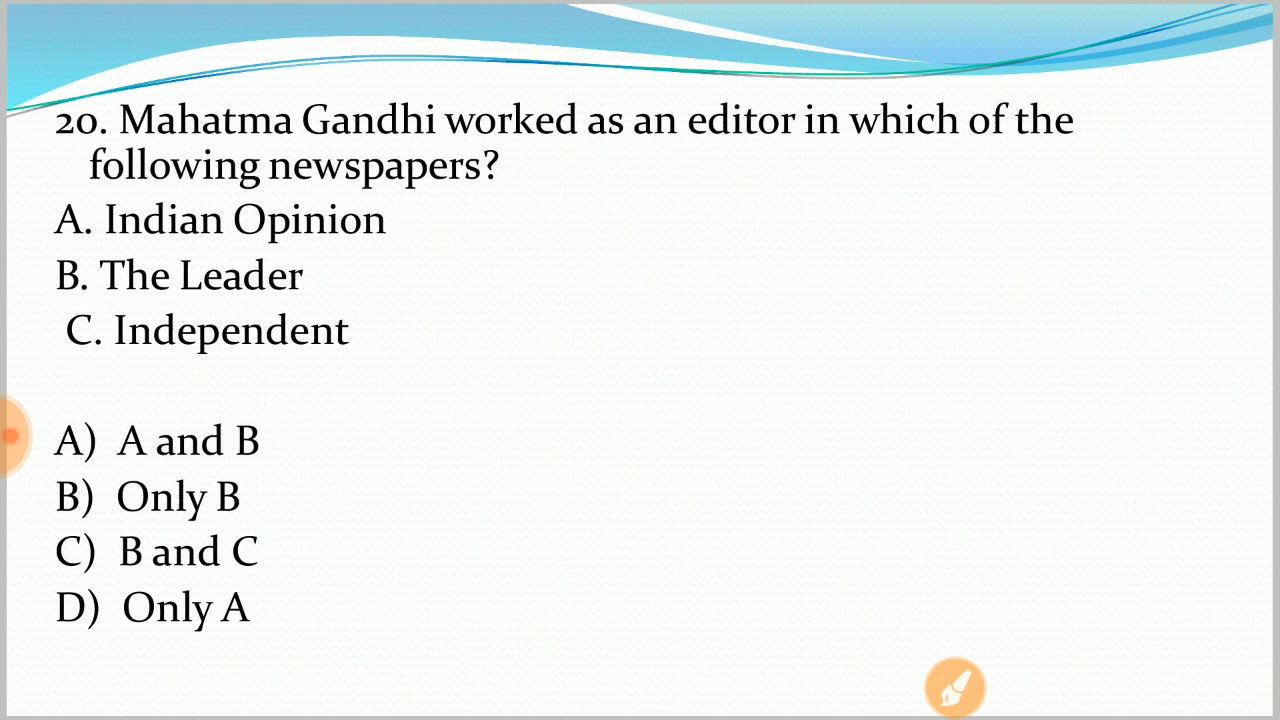 20. Mahatma Gandhi worked as an editor in which of the
following newspapers?
A. Indian Opinion
B. The Leader
C. Independent
A) A and B
B) Only B
C) B and C
D) Only A